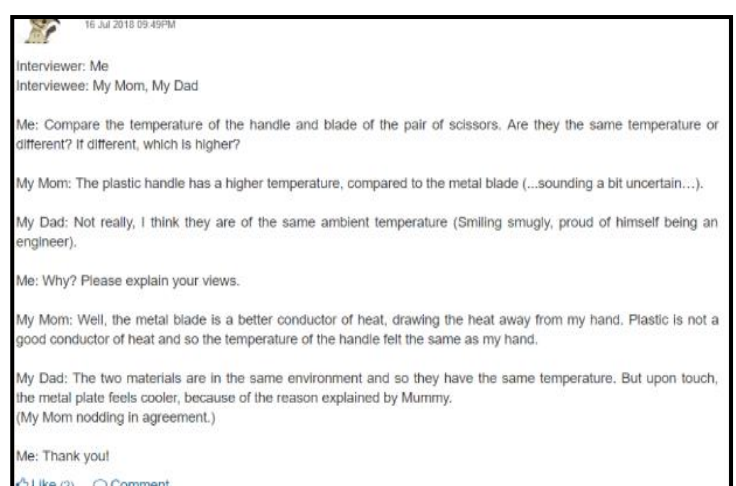 16 Jul 2018 09:49PM
Interviewer: Me
Interviewee: My Mom, My Dad
Me: Compare the temperature of the handle and blade of the pair of scissors. Are they the same temperature or
different? If different, which is higher?
My Mom: The plastic handle has a higher temperature, compared to the metal blade (...sounding a bit uncertain...).
My Dad: Not really, I think they are of the same ambient temperature (Smiling smugly, proud of himself being an
engineer).
Me: Why? Please explain your views.
My Mom: Well, the metal blade is a better conductor of heat, drawing the heat away from my hand. Plastic is not a
good conductor of heat and so the temperature of the handle felt the same as my hand.
My Dad: The two materials are in the same environment and so they have the same temperature. But upon touch,
the metal plate feels cooler, because of the reason explained by Mummy.
(My Mom nodding in agreement.)
Me: Thank you!
Like (2) Comment